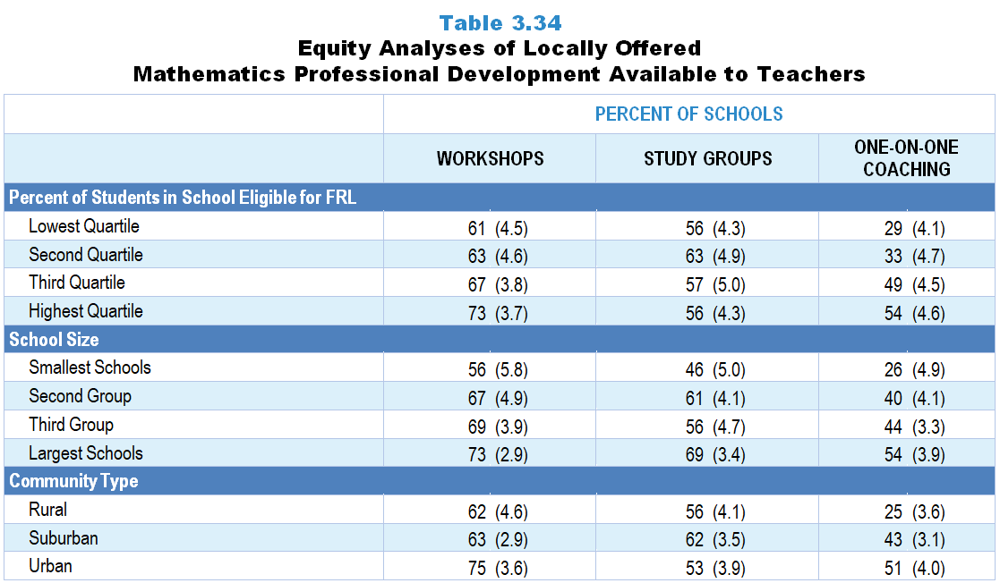 Table 3.34
Equity Analyses of Locally Offered
Mathematics Professional Development Available to Teachers
PERCENT OF SCHOOLS
WORKSHOPS STUDY GROUPS ONE-ON-ONE COACHING
Percent of Students in School Eligible for FRL
Lowest Quartile 61 (4.5) 56 (4.3) 29 (4.1)
Second Quartile 63 (4.6) 63 (4.9) 33 (4.7)
Third Quartile 67 (3.8) 57 (5.0) 49 (4.5)
Highest Quartile 73 (3.7) 56 (4.3) 54 (4.6)
School Size
Smallest Schools 56 (5.8) 46 (5.0) 26 (4.9)
Second Group 67 (4.9) 61 (4.1) 40 (4.1)
Third Group 69 (3.9) 56 (4.7) 44 (3.3)
Largest Schools 73 (2.9) 69 (3.4) 54 (3.9)
Community Type
Rural 62 (4.6) 56 (4.1) 25 (3.6)
Suburban 63 (2.9) 62 (3.5) 43 (3.1)
Urban 75 (3.6) 53 (3.9) 51 (4.0)